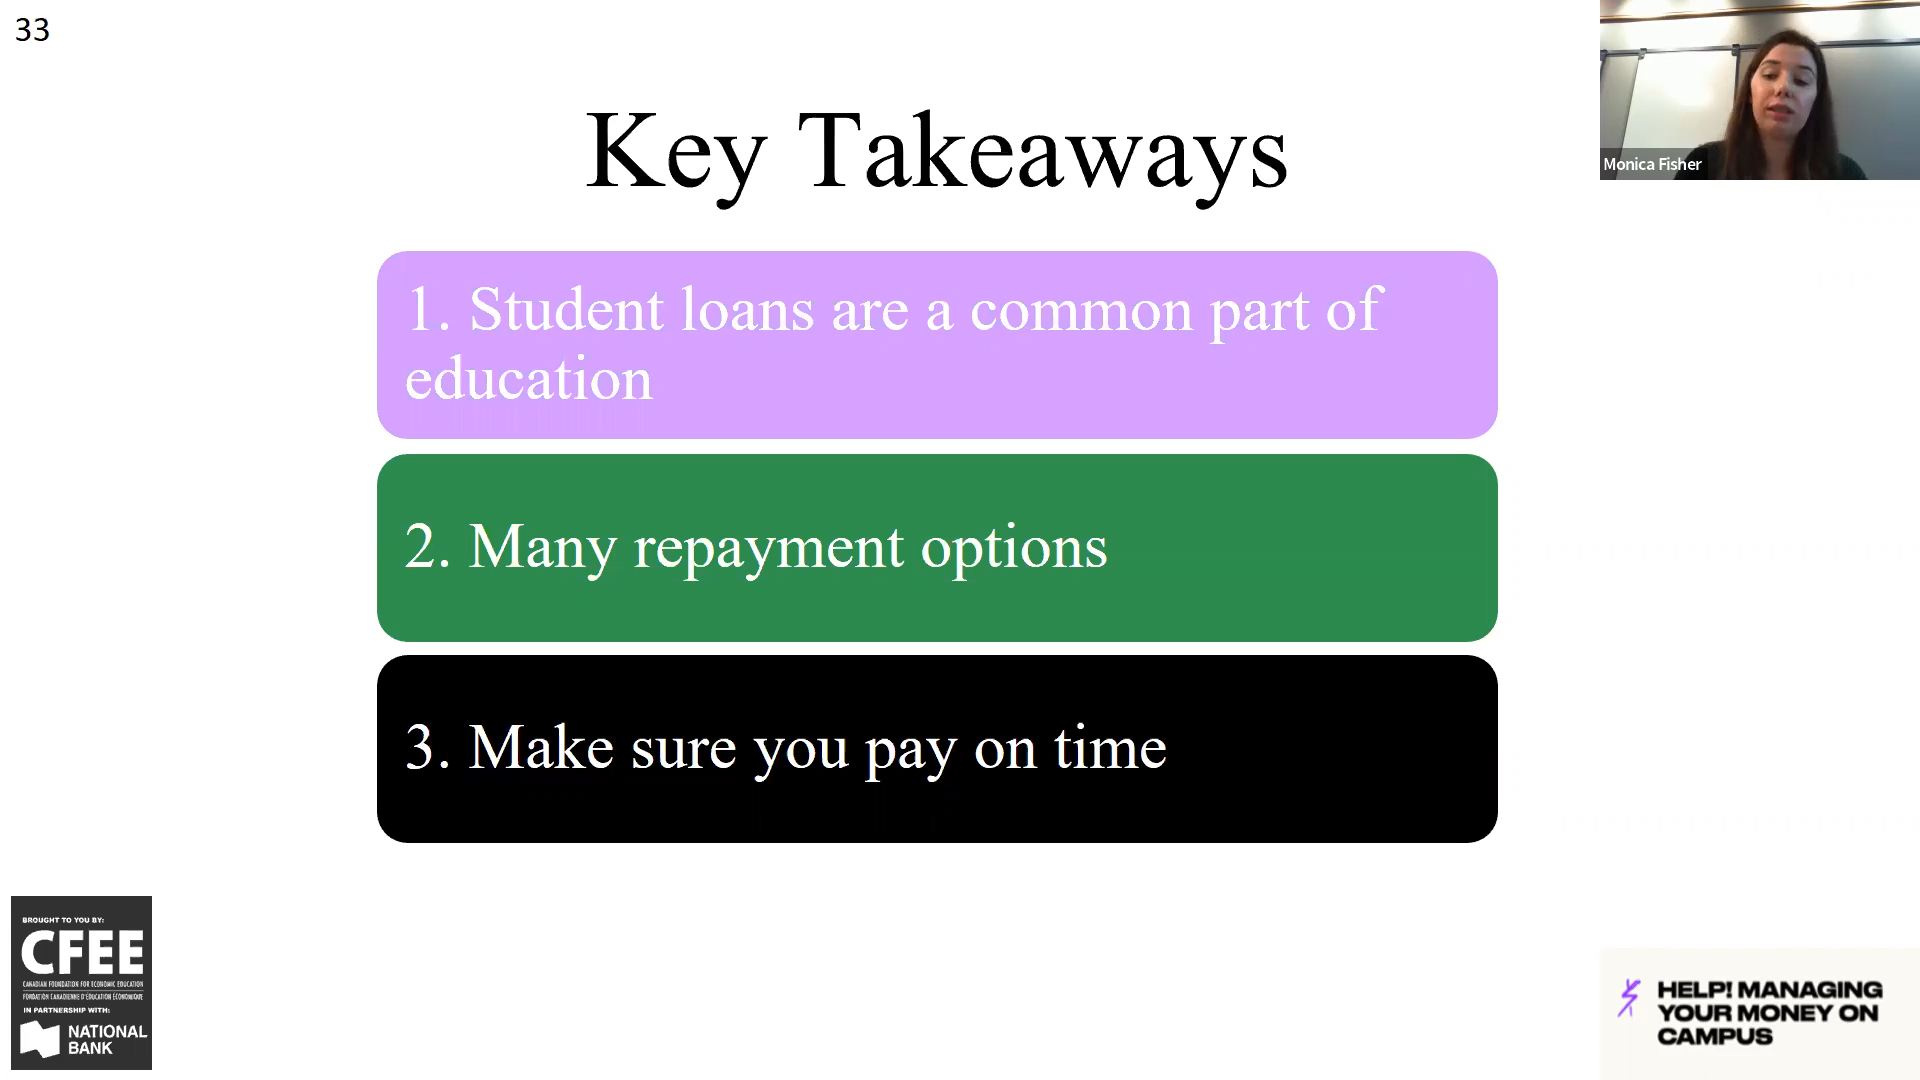 33
Key Takeaways
Monica Fisher
1. Student loans are a common part of
education
2. Many repayment options
3. Make sure you pay on time
BROUGHT TO YOU BY:
CFEE
CANADIAN FOUNDATION FOR ECONOMIC EDUCATION
FONDATION CANADIENNE D'ÉDUCATION ÉCONOMIQUE
IN PARTNERSHIP WITH:
NATIONAL
BANK
HELP! MANAGING
YOUR MONEY ON
CAMPUS